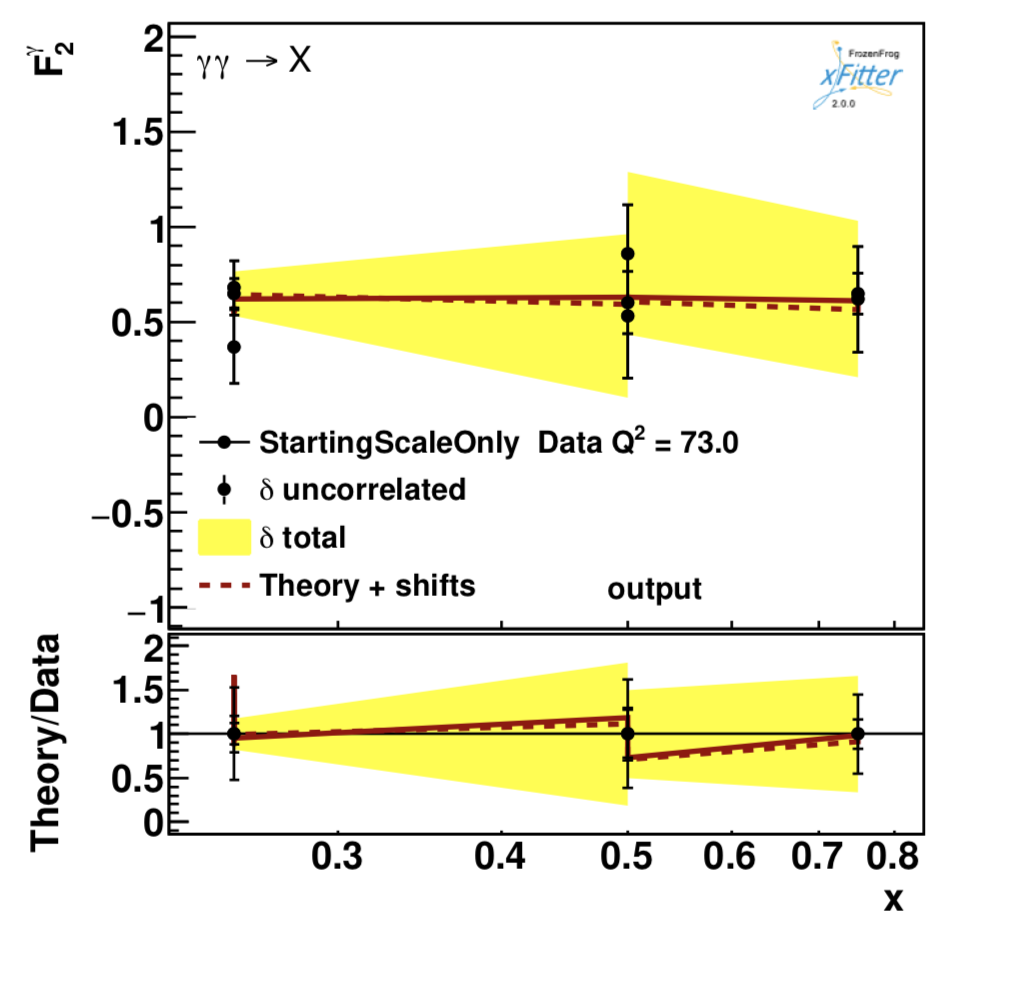 F₂^γ
γγ → X
FrozenFrog
xFitter
2.0.0
2
1.5
1
0.5
0
−0.5
−1
StartingScaleOnly Data Q² = 73.0
δ uncorrelated
δ total
Theory + shifts
output
Theory/Data
2
1.5
1
0.5
0
0.3 0.4 0.5 0.6 0.7 0.8
x